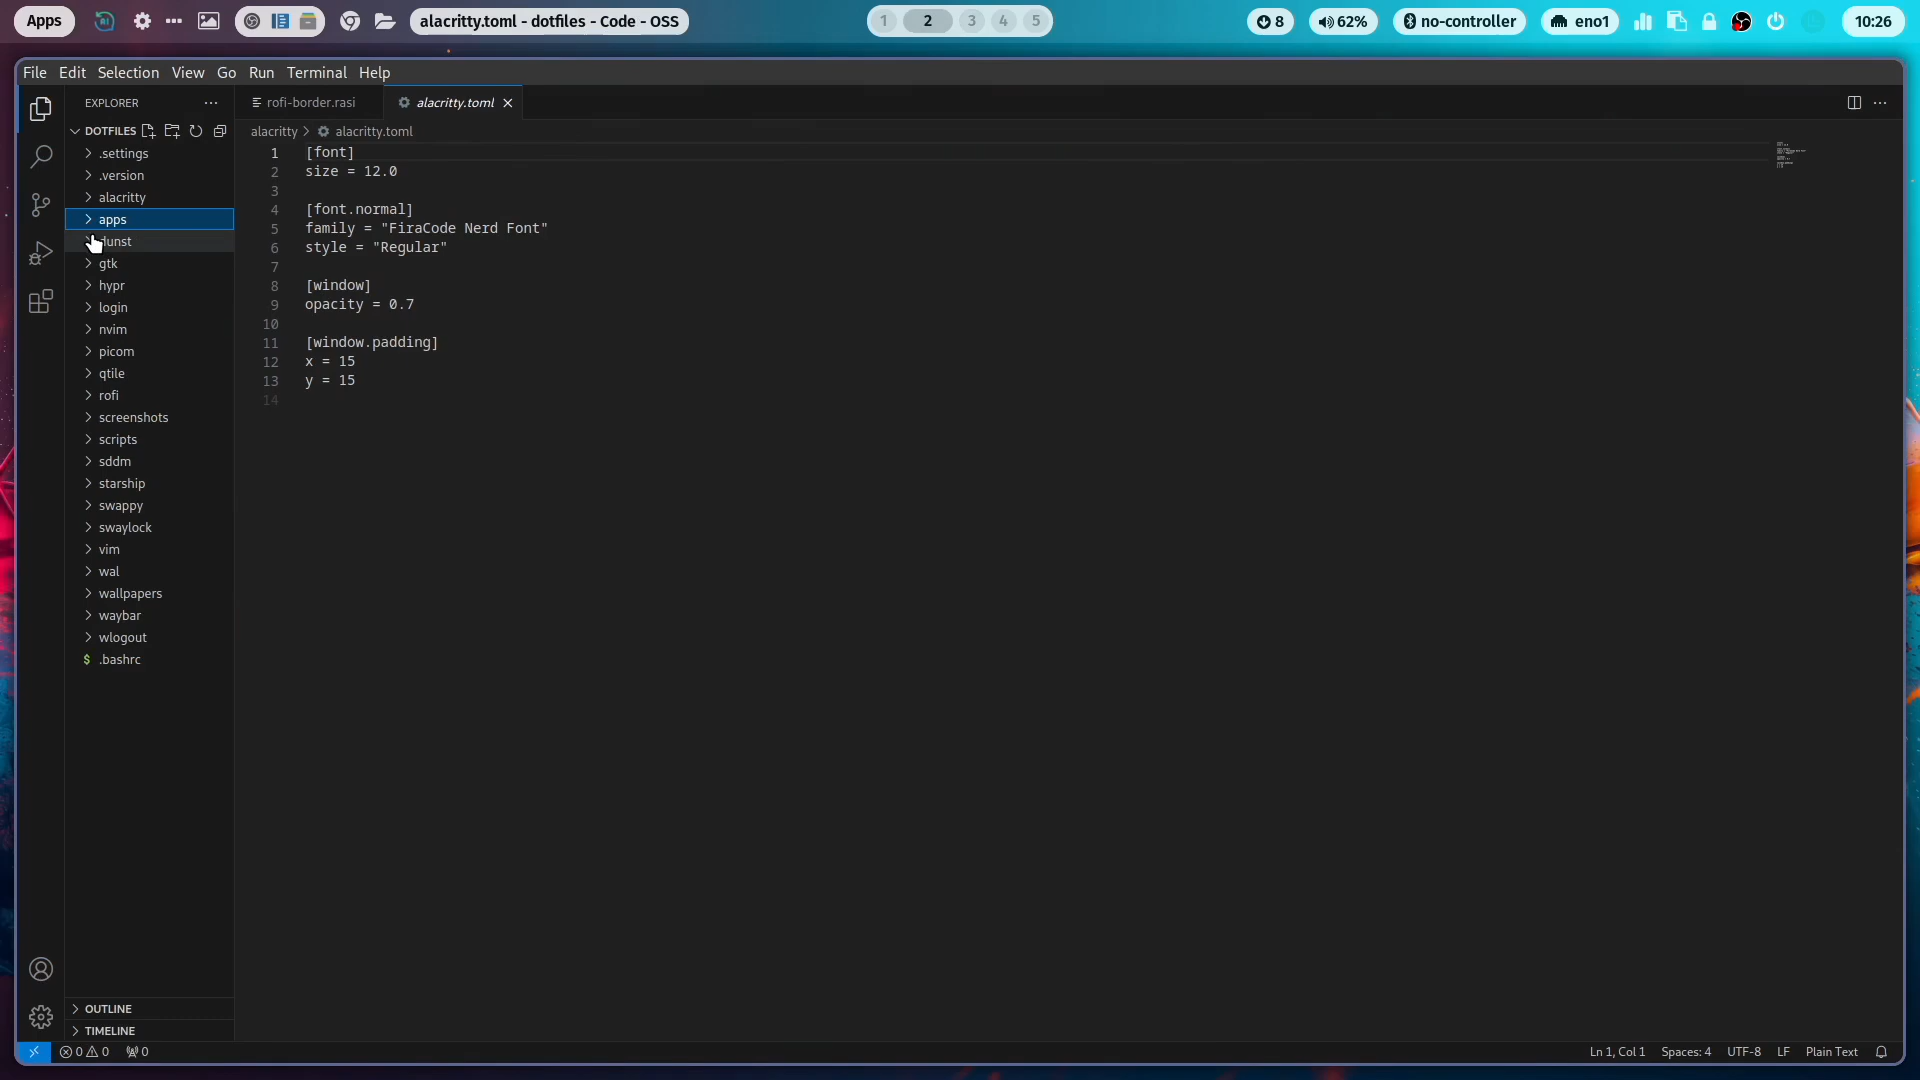 Apps
alacritty.toml - dotfiles - Code - OSS
1 2 3 4 5
8
62%
no-controller
eno1
10:26
File Edit Selection View Go Run Terminal Help
EXPLORER
rofi-border.rasi
alacritty.toml
DOTFILES
alacritty > alacritty.toml
.settings
.version
alacritty
apps
dunst
gtk
hypr
login
nvim
picom
qtile
rofi
screenshots
scripts
sddm
starship
swappy
swaylock
vim
wal
wallpapers
waybar
wlogout
$ .bashrc
1 [font]
2 size = 12.0
3
4 [font.normal]
5 family = "FiraCode Nerd Font"
6 style = "Regular"
7
8 [window]
9 opacity = 0.7
10
11 [window.padding]
12 x = 15
13 y = 15
14
OUTLINE
TIMELINE
0 0 0
Ln 1, Col 1 Spaces: 4 UTF-8 LF Plain Text